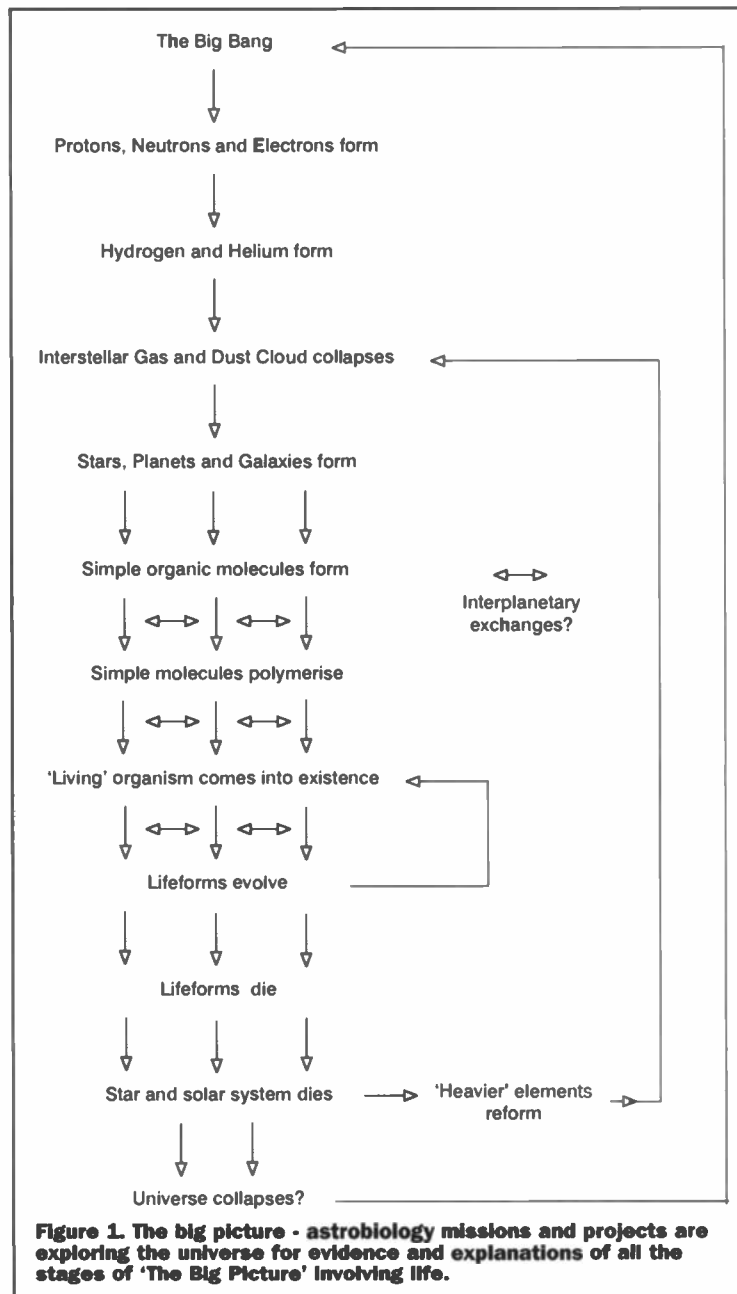 The Big Bang
Protons, Neutrons and Electrons form
Hydrogen and Helium form
Interstellar Gas and Dust Cloud collapses
Stars, Planets and Galaxies form
Simple organic molecules form
Interplanetary
exchanges?
Simple molecules polymerise
‘Living’ organism comes into existence
Lifeforms evolve
Lifeforms die
Star and solar system dies
‘Heavier’ elements
reform
Universe collapses?
Figure 1. The big picture - astrobiology missions and projects are
exploring the universe for evidence and explanations of all the
stages of ‘The Big Picture’ involving life.